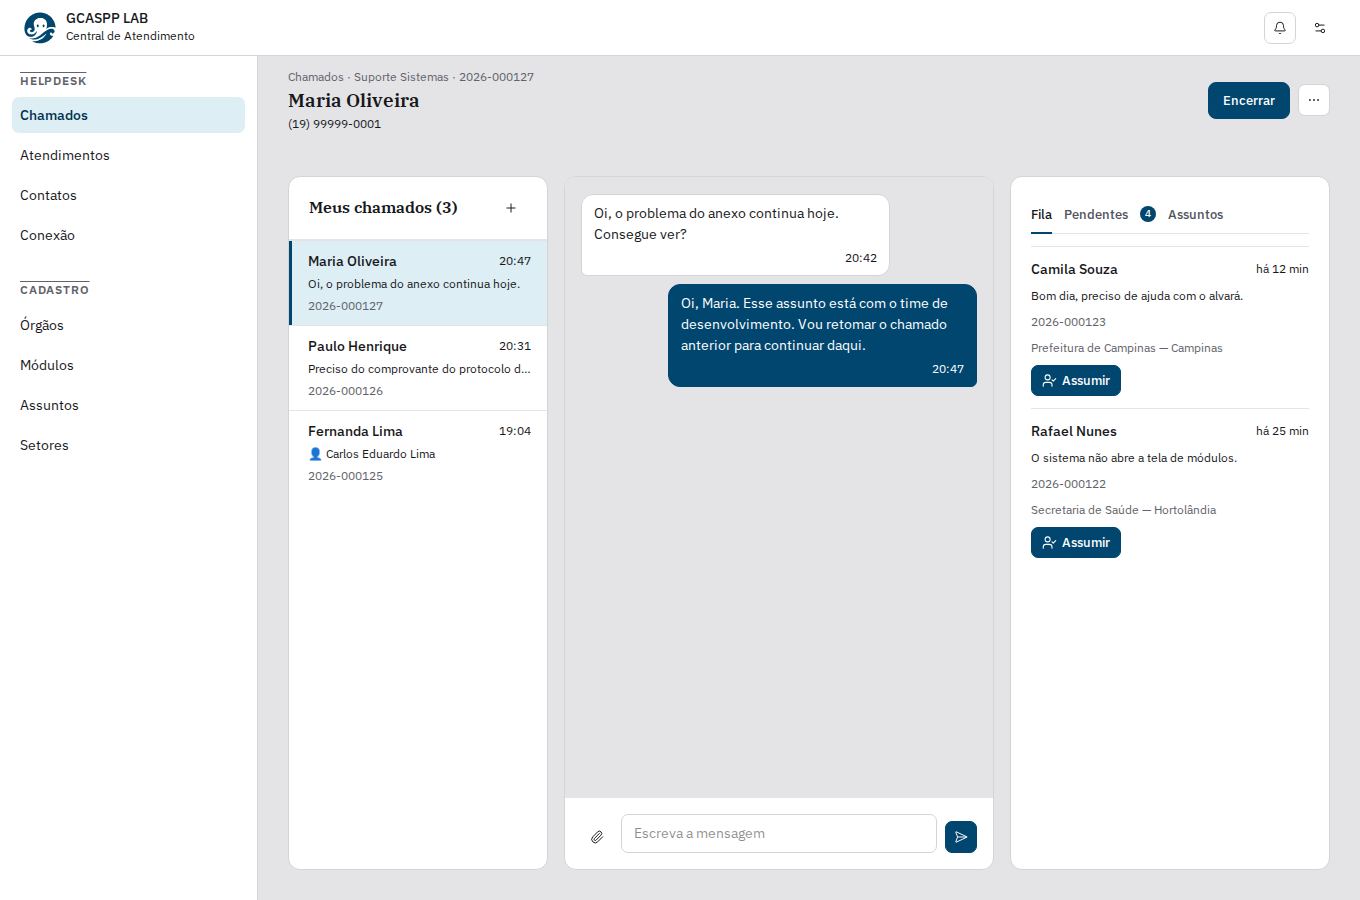 GCASPP LAB
Central de Atendimento
HELPDESK
Chamados
Atendimentos
Contatos
Conexão
CADASTRO
Órgãos
Módulos
Assuntos
Setores
Chamados · Suporte Sistemas · 2026-000127
Maria Oliveira
(19) 99999-0001
Encerrar
Meus chamados (3)
Maria Oliveira 20:47
Oi, o problema do anexo continua hoje.
2026-000127
Paulo Henrique 20:31
Preciso do comprovante do protocolo d...
2026-000126
Fernanda Lima 19:04
Carlos Eduardo Lima
2026-000125
Oi, o problema do anexo continua hoje.
Consegue ver?
20:42
Oi, Maria. Esse assunto está com o time de
desenvolvimento. Vou retomar o chamado
anterior para continuar daqui.
20:47
Escreva a mensagem
Fila Pendentes 4 Assuntos
Camila Souza há 12 min
Bom dia, preciso de ajuda com o alvará.
2026-000123
Prefeitura de Campinas — Campinas
Assumir
Rafael Nunes há 25 min
O sistema não abre a tela de módulos.
2026-000122
Secretaria de Saúde — Hortolândia
Assumir